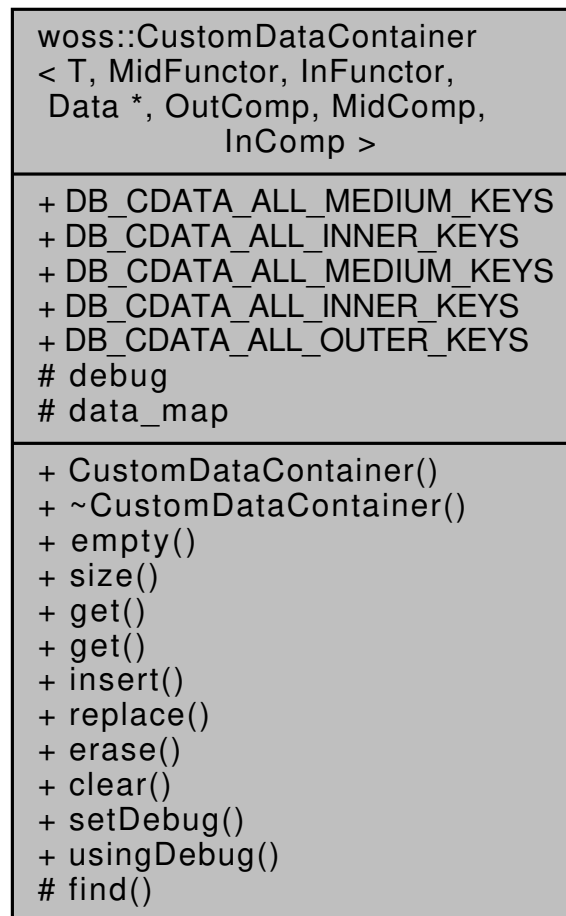 woss::CustomDataContainer
< T, MidFunctor, InFunctor,
Data *, OutComp, MidComp,
InComp >
+ DB_CDATA_ALL_MEDIUM_KEYS
+ DB_CDATA_ALL_INNER_KEYS
+ DB_CDATA_ALL_MEDIUM_KEYS
+ DB_CDATA_ALL_INNER_KEYS
+ DB_CDATA_ALL_OUTER_KEYS
# debug
# data_map
+ CustomDataContainer()
+ ~CustomDataContainer()
+ empty()
+ size()
+ get()
+ get()
+ insert()
+ replace()
+ erase()
+ clear()
+ setDebug()
+ usingDebug()
# find()